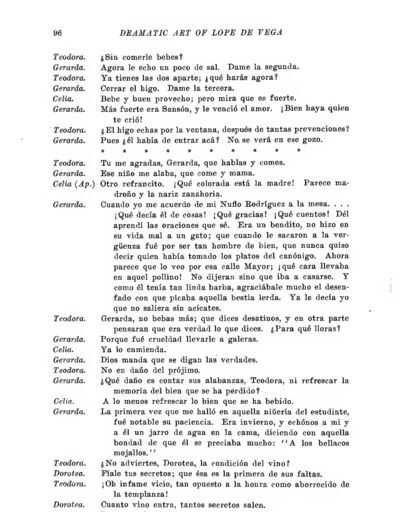 96 DRAMATIC ART OF LOPE DE VEGA
Teodora. ¿Sin comerle bebes?
Gerarda. Agora le echo un poco de sal. Dame la segunda.
Teodora. Ya tienes las dos aparte; ¿qué harás agora?
Gerarda. Cerrar el higo. Dame la tercera.
Celia. Bebe y buen provecho; pero mira que es fuerte.
Gerarda. Más fuerte era Sansón, y le venció el amor. ¡Bien haya quien
te crió!
Teodora. ¿El higo echas por la ventana, después de tantas prevenciones?
Gerarda. Pues ¿él había de entrar acá? No se verá en ese gozo.
* * * * * * * * * *
Teodora. Tu me agradas, Gerarda, que hablas y comes.
Gerarda. Ese niño me alaba, que come y mama.
Celia (Ap.) Otro refrancito. ¡Qué colorada está la madre! Parece ma-
droño y la nariz zanahoria.
Gerarda. Cuando yo me acuerdo de mi Nuflo Rodríguez a la mesa. . . .
¡Qué decía él de cosas! ¡Qué gracias! ¡Qué cuentos! Dél
aprendí las oraciones que sé. Era un bendito, no hizo en
su vida mal a un gato; que cuando le sacaron a la ver-
güenza fué por ser tan hombre de bien, que nunca quiso
decir quien había tomado los platos del canónigo. Ahora
parece que lo veo por esa calle Mayor; ¡qué cara llevaba
en aquel pollino! No dijeran sino que iba a casarse. Y
como él tenía tan linda barba, agraciábale mucho el desen-
fado con que picaba aquella bestia lerda. Ya le decía yo
que no saliera sin acicates.
Teodora. Gerarda, no bebas más; que dices desatinos, y en otra parte
pensaran que era verdad lo que dices. ¿Para qué lloras?
Gerarda. Porque fué crueldad llevarle a galeras.
Celia. Ya lo enmienda.
Gerarda. Dios manda que se digan las verdades.
Teodora. No en daño del prójimo.
Gerarda. ¿Qué daño es contar sus alabanzas, Teodora, ni refrescar la
memoria del bien que se ha perdido?
Celia. A lo menos refrescar lo bien que se ha bebido.
Gerarda. La primera vez que me halló en aquella niñería del estudinte,
fué notable su paciencia. Era invierno, y echónos a mí y
a él un jarro de agua en la cama, diciendo con aquella
bondad de que él se preciaba mucho: "A los bellacos
mojallos."
Teodora. ¿No adviertes, Dorotea, la condición del vino?
Dorotea. Fíale tus secretos; que ésa es la primera de sus faltas.
Teodora. ¡Oh infame vicio, tan opuesto a la honra como aborrecido de
la templanza!
Dorotea. Cuanto vino entra, tantos secretos salen.